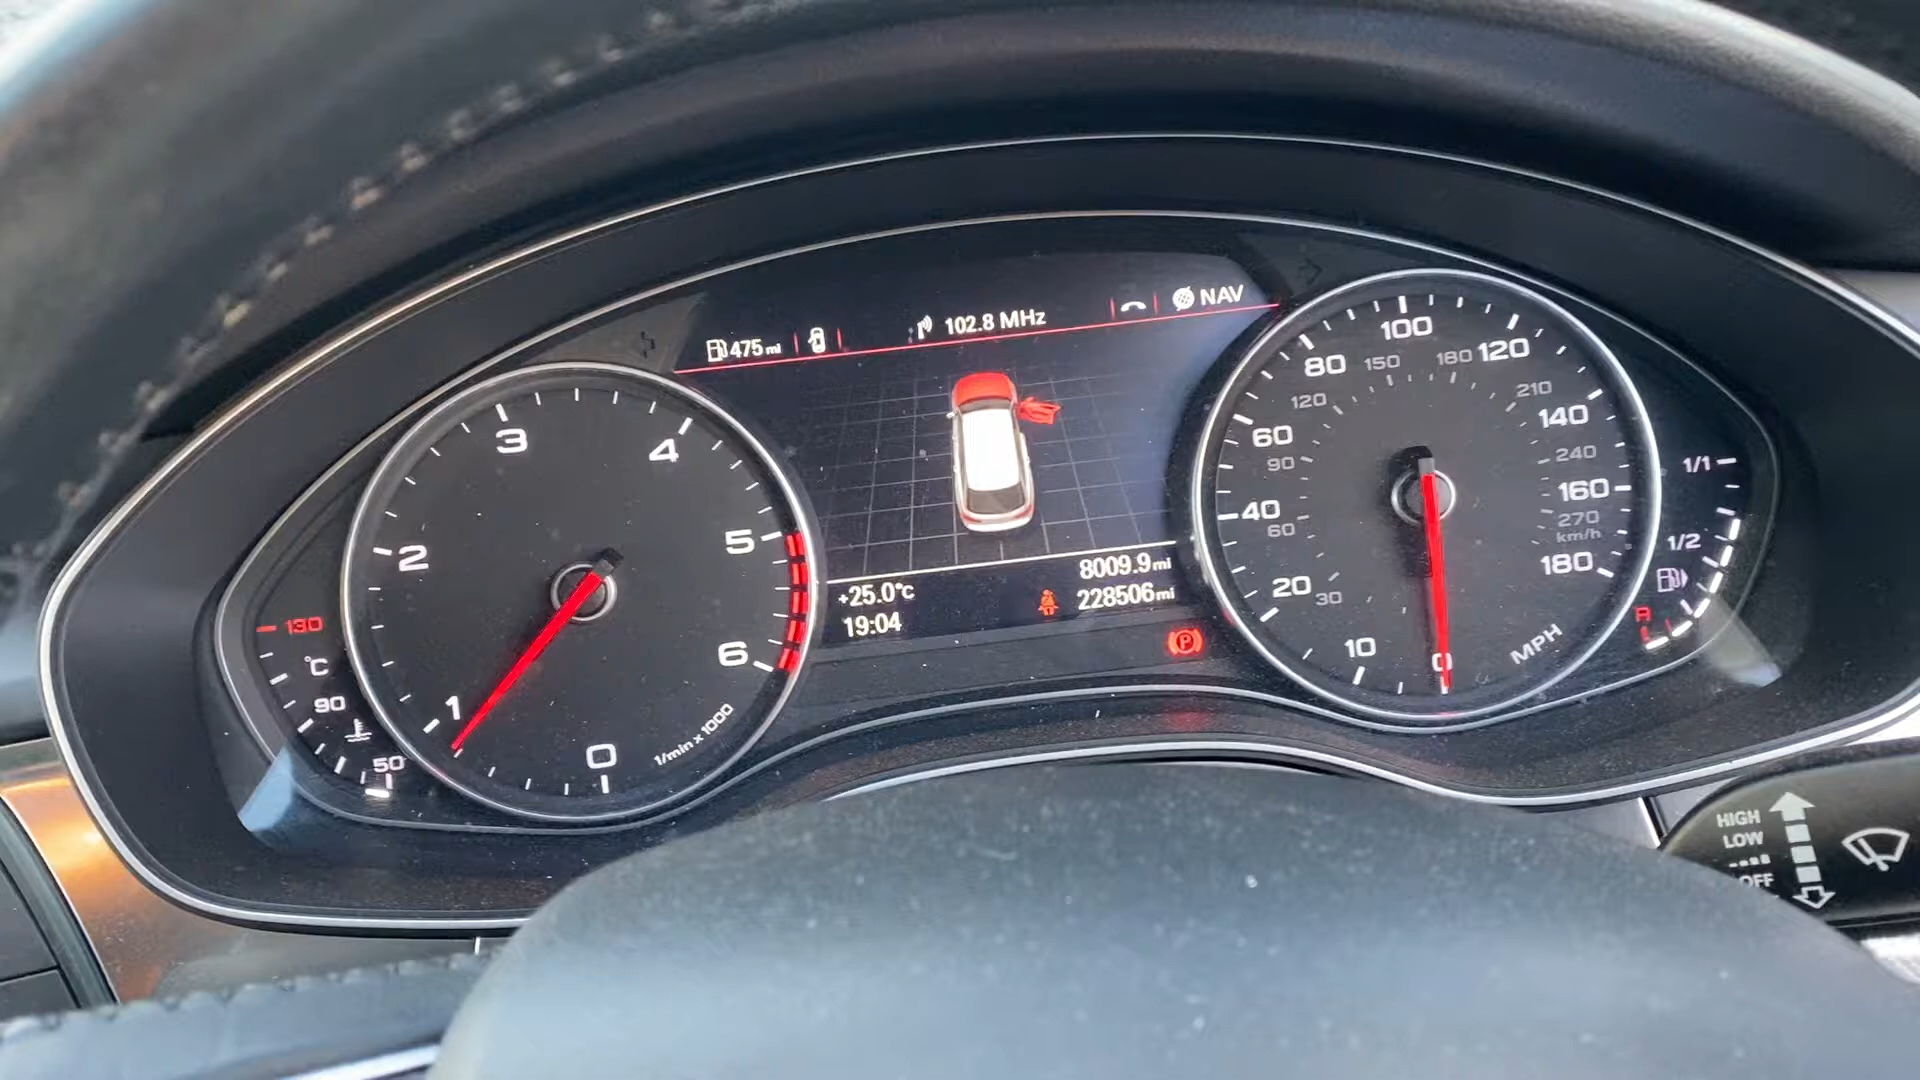 475 mi
102.8 MHz
NAV
+25.0°C
19:04
8009.9 mi
228506 mi
P
130
°C
90
50
0
1
2
3
4
5
6
1/min x 1000
0
10
20
40
60
80
100
120
140
160
180
MPH
30
60
90
120
150
180
210
240
270
km/h
1/1
1/2
R
HIGH
LOW
OFF